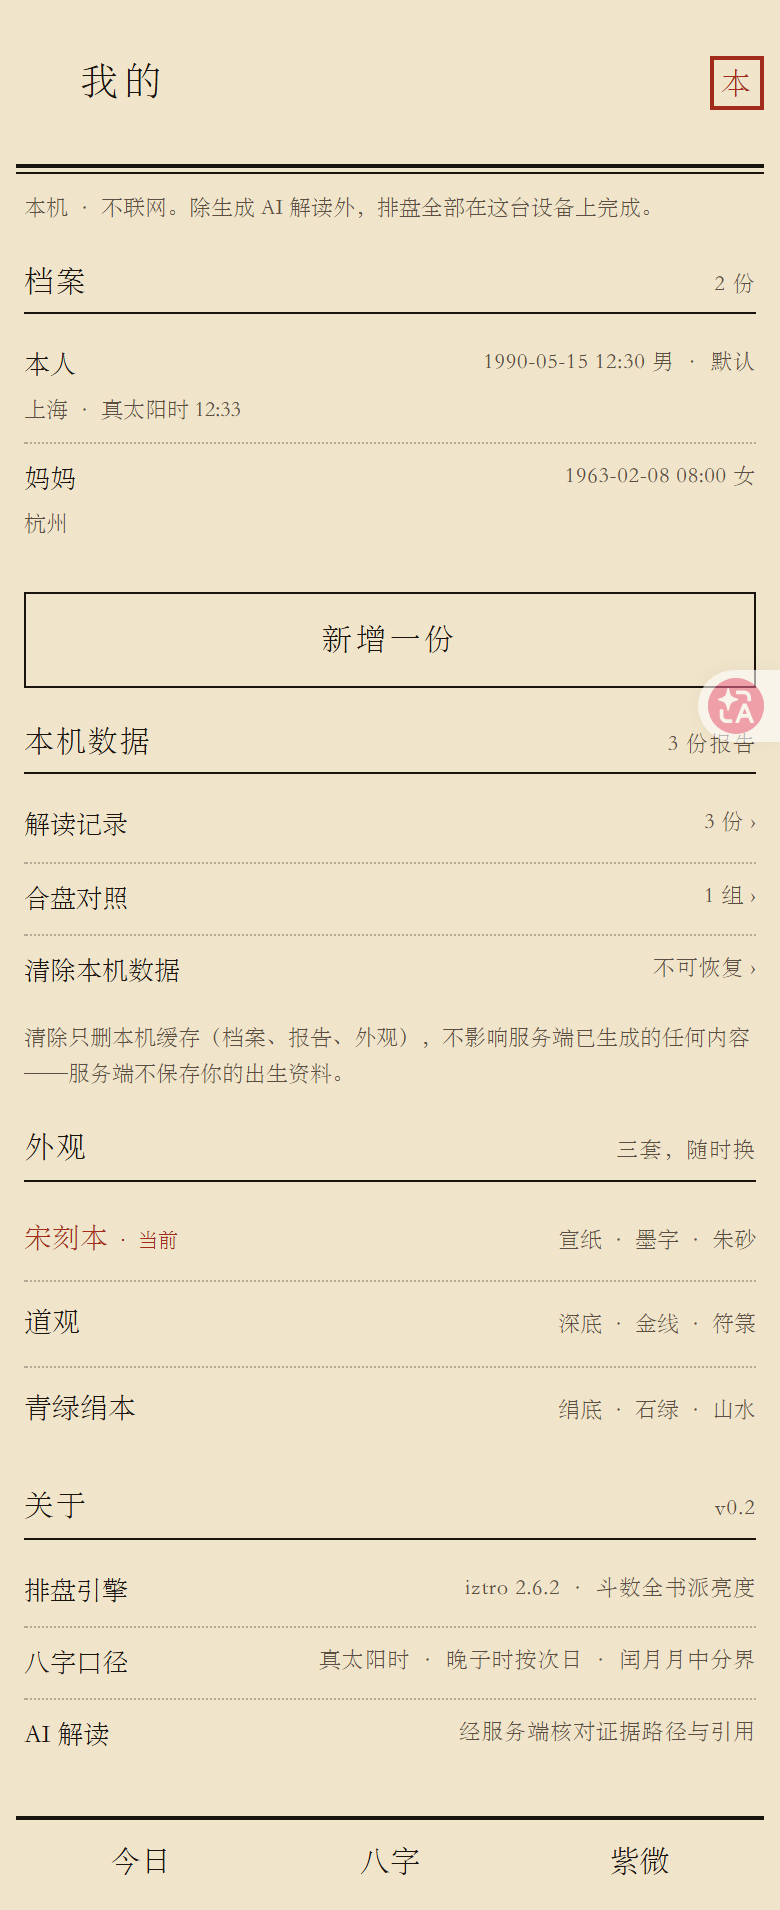 我的
本
本机 · 不联网。除生成 AI 解读外，排盘全部在这台设备上完成。
档案
2 份
本人
1990-05-15 12:30 男 · 默认
上海 · 真太阳时 12:33
妈妈
1963-02-08 08:00 女
杭州
新增一份
本机数据
3 份报告
解读记录
3 份 ›
合盘对照
1 组 ›
清除本机数据
不可恢复 ›
清除只删本机缓存（档案、报告、外观），不影响服务端已生成的任何内容
——服务端不保存你的出生资料。
外观
三套，随时换
宋刻本 · 当前
宣纸 · 墨字 · 朱砂
道观
深底 · 金线 · 符箓
青绿绢本
绢底 · 石绿 · 山水
关于
v0.2
排盘引擎
iztro 2.6.2 · 斗数全书派亮度
八字口径
真太阳时 · 晚子时按次日 · 闰月月中分界
AI 解读
经服务端核对证据路径与引用
今日
八字
紫微